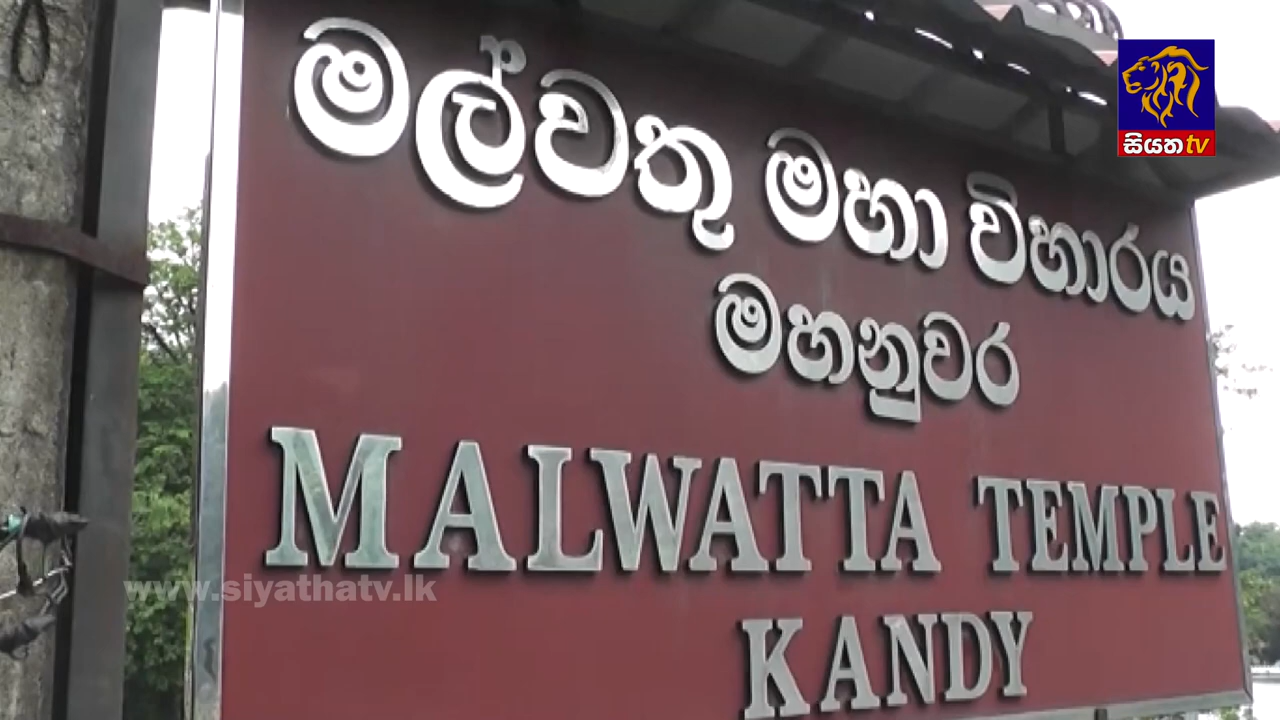 මල්වතු මහා විහාරය
මහනුවර
MALWATTA TEMPLE
KANDY
සියත tv
www.siyathatv.lk